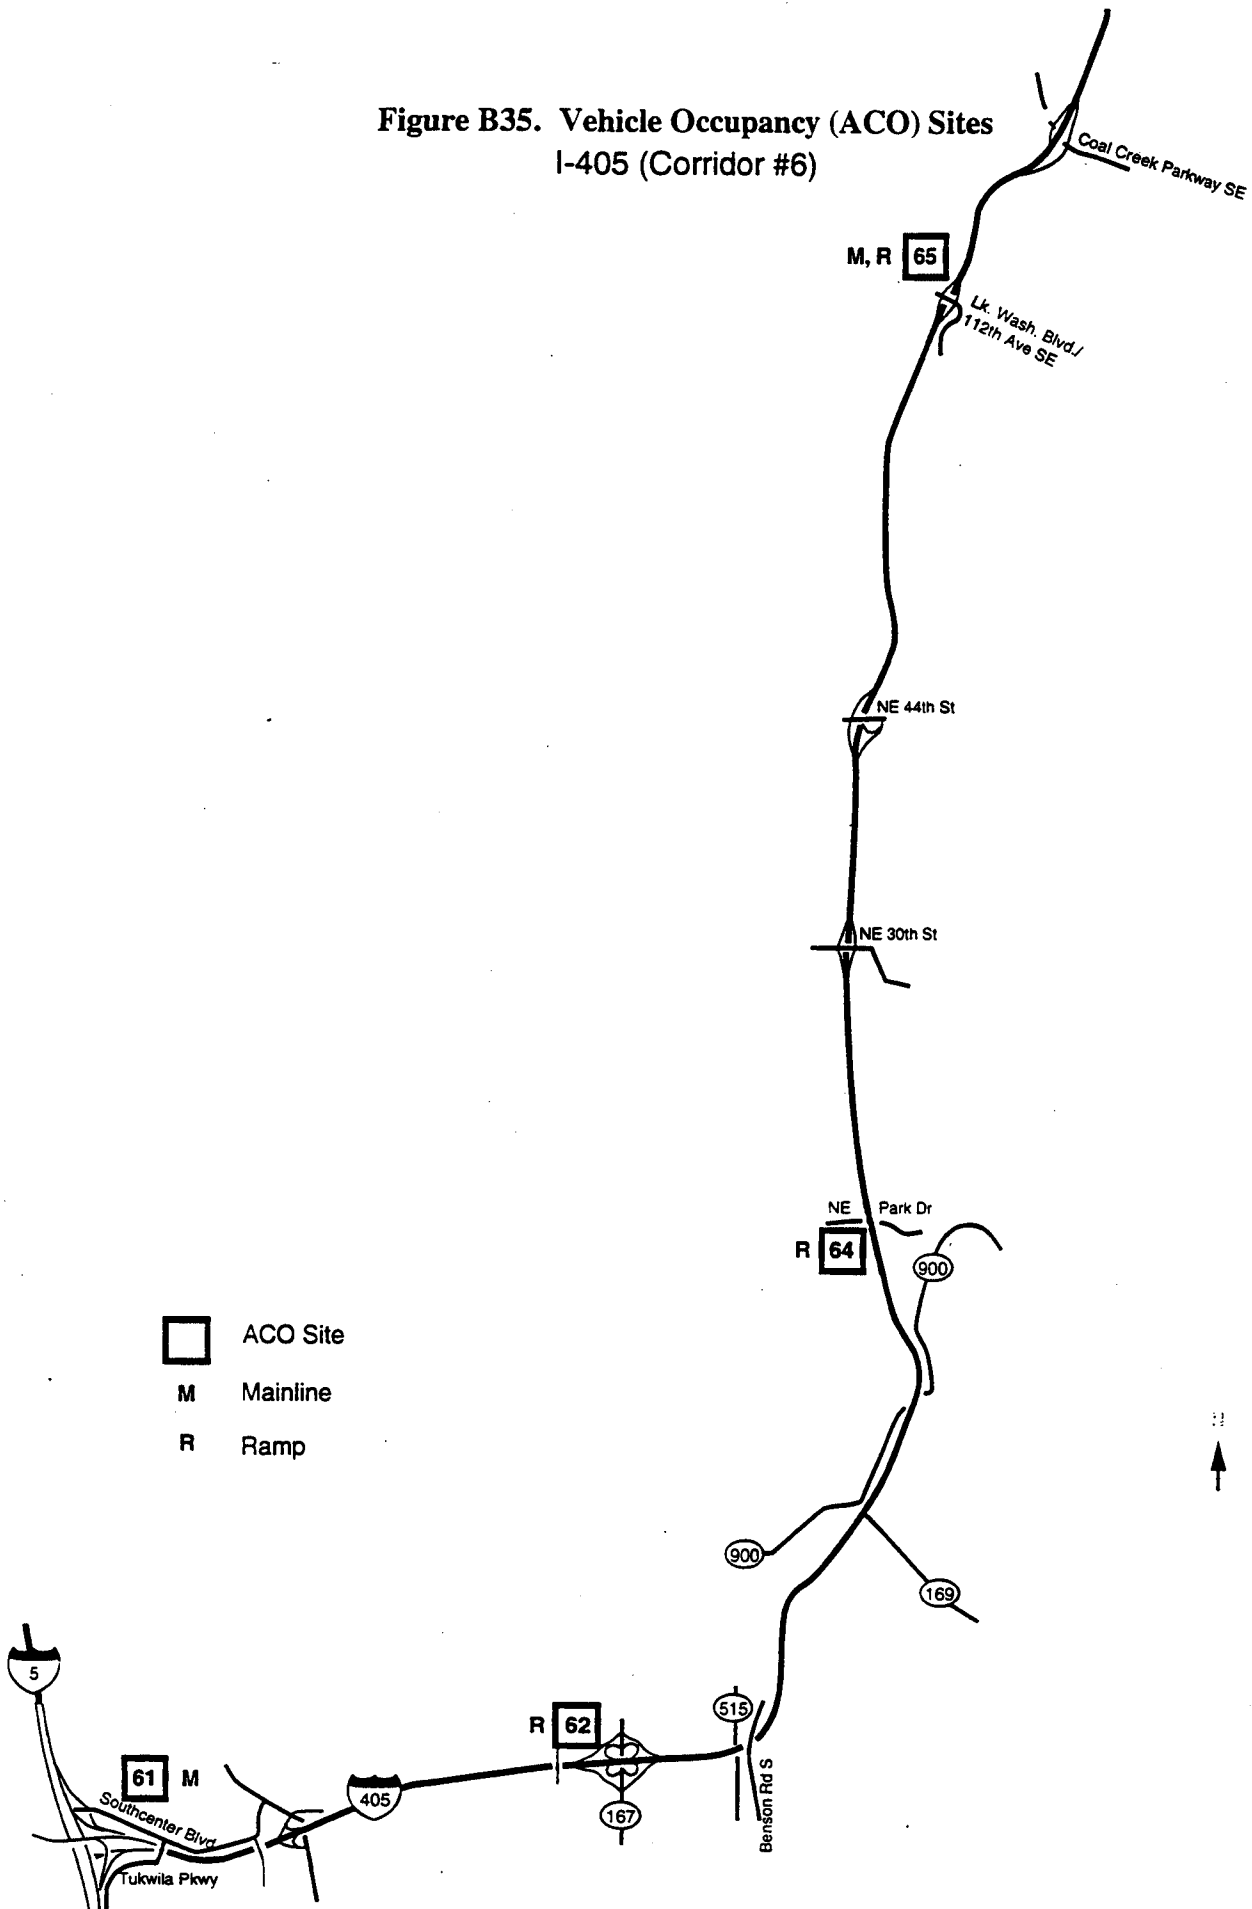 Figure B35. Vehicle Occupancy (ACO) Sites
I-405 (Corridor #6)
Coal Creek Parkway SE
M, R 65
Lk. Wash. Blvd./
112th Ave SE
NE 44th St
NE 30th St
NE Park Dr
R 64
900
ACO Site
M Mainline
R Ramp
900
169
5
R 62
515
61 M
405
167
Benson Rd S
Southcenter Blvd
Tukwila Pkwy